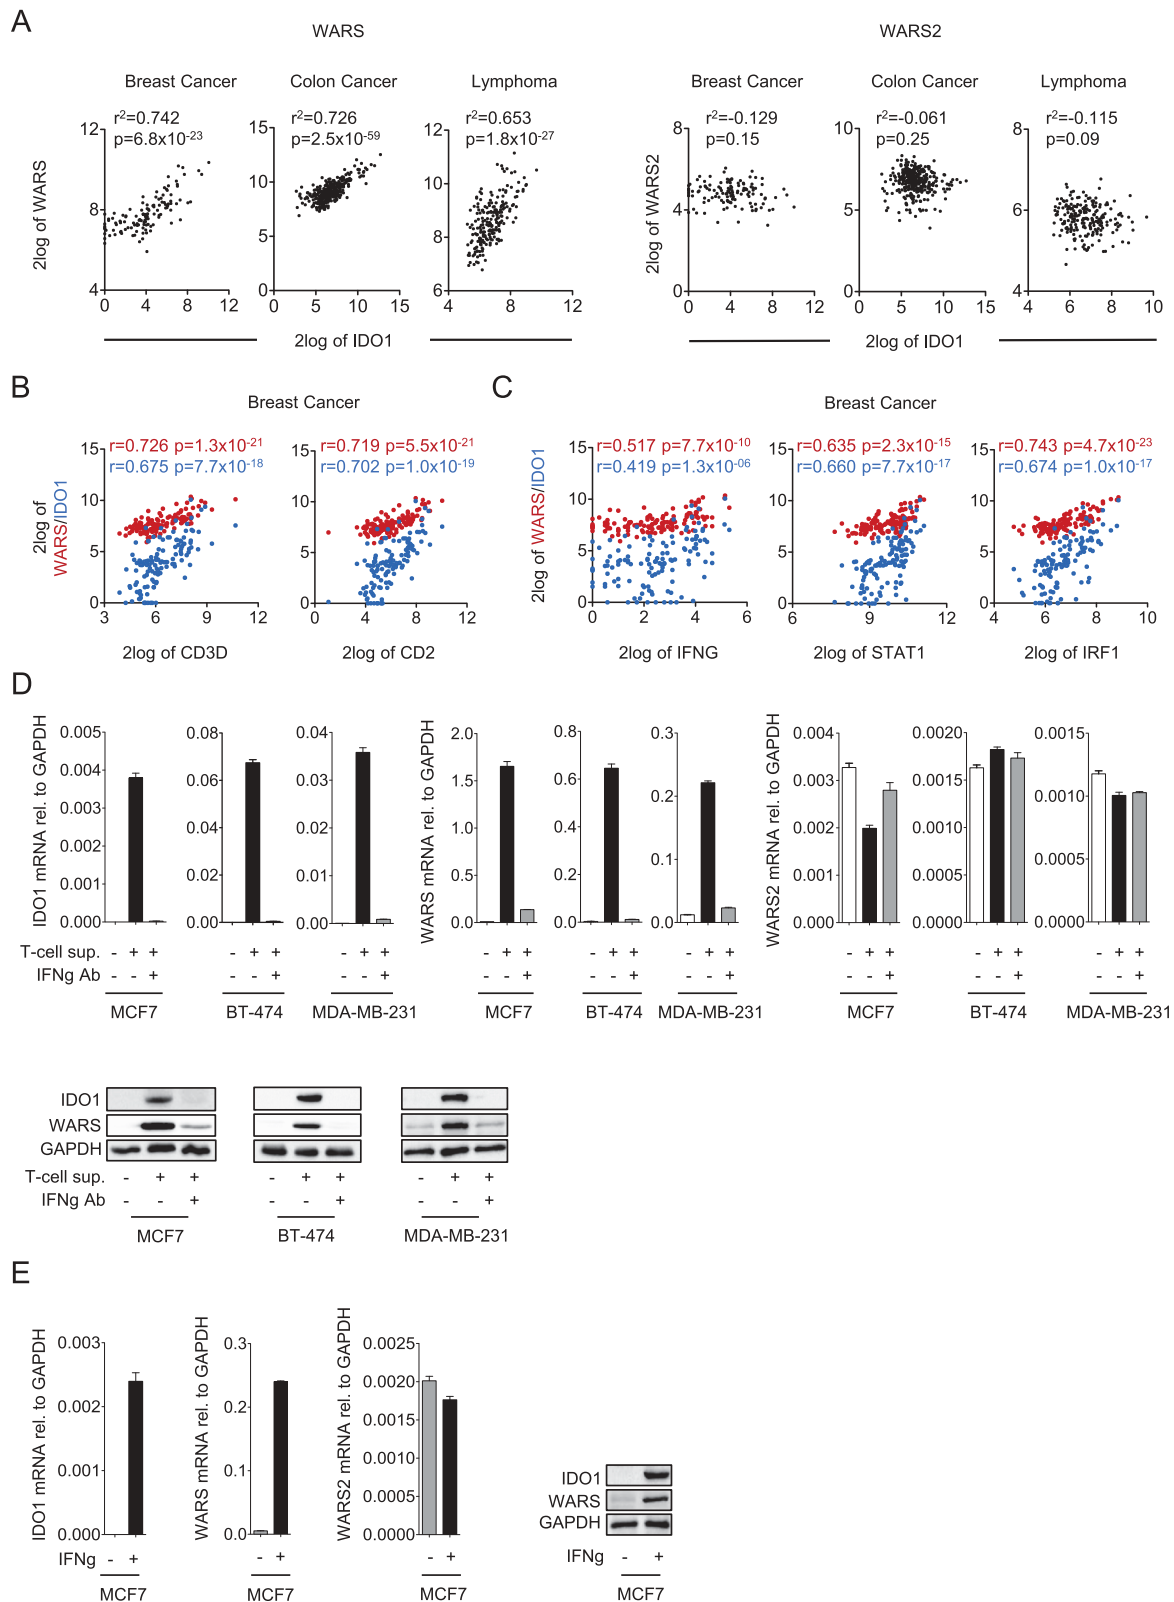 A
WARS
WARS2
Breast Cancer
Colon Cancer
Lymphoma
Breast Cancer
Colon Cancer
Lymphoma
r²=0.742
p=6.8x10⁻²³
r²=0.726
p=2.5x10⁻⁵⁹
r²=0.653
p=1.8x10⁻²⁷
r²=-0.129
p=0.15
r²=-0.061
p=0.25
r²=-0.115
p=0.09
2log of WARS
12
8
4
0 4 8 12
15
10
5
0
0 5 10 15
12
10
8
6
4 6 8 10 12
2log of IDO1
2log of WARS2
8
4
0
0 4 8 12
10
5
0
0 5 10 15
8
6
4
4 6 8 10
2log of IDO1
B
Breast Cancer
r=0.726 p=1.3x10⁻²¹
r=0.675 p=7.7x10⁻¹⁸
r=0.719 p=5.5x10⁻²¹
r=0.702 p=1.0x10⁻¹⁹
2log of
WARS/IDO1
15
10
5
0
3 6 9 12
2log of CD3D
15
10
5
0
0 4 8 12
2log of CD2
C
Breast Cancer
r=0.517 p=7.7x10⁻¹⁰
r=0.419 p=1.3x10⁻⁰⁶
r=0.635 p=2.3x10⁻¹⁵
r=0.660 p=7.7x10⁻¹⁷
r=0.743 p=4.7x10⁻²³
r=0.674 p=1.0x10⁻¹⁷
2log of WARS/IDO1
15
10
5
0
0 2 4 6
2log of IFNG
15
10
5
0
6 8 10 12
2log of STAT1
15
10
5
0
4 6 8 10
2log of IRF1
D
IDO1 mRNA rel. to GAPDH
0.005
0.004
0.003
0.002
0.001
0.000
0.08
0.06
0.04
0.02
0.00
0.04
0.03
0.02
0.01
0.00
WARS mRNA rel. to GAPDH
2.0
1.5
1.0
0.5
0.0
0.8
0.6
0.4
0.2
0.0
0.3
0.2
0.1
0.0
WARS2 mRNA rel. to GAPDH
0.004
0.003
0.002
0.001
0.000
0.0020
0.0015
0.0010
0.0005
0.0000
0.0015
0.0010
0.0005
0.0000
T-cell sup. - + + - + + - + + - + + - + + - + + - + + - + + - + +
IFNg Ab - - + - - + - - + - - + - - + - - + - - + - - + - - +
MCF7 BT-474 MDA-MB-231 MCF7 BT-474 MDA-MB-231 MCF7 BT-474 MDA-MB-231
IDO1
WARS
GAPDH
T-cell sup. - + + - + + - + +
IFNg Ab - - + - - + - - +
MCF7 BT-474 MDA-MB-231
E
IDO1 mRNA rel. to GAPDH
0.003
0.002
0.001
0.000
WARS mRNA rel. to GAPDH
0.3
0.2
0.1
0.0
WARS2 mRNA rel. to GAPDH
0.0025
0.0020
0.0015
0.0010
0.0005
0.0000
IDO1
WARS
GAPDH
IFNg - + - + - +
IFNg - +
MCF7 MCF7 MCF7 MCF7